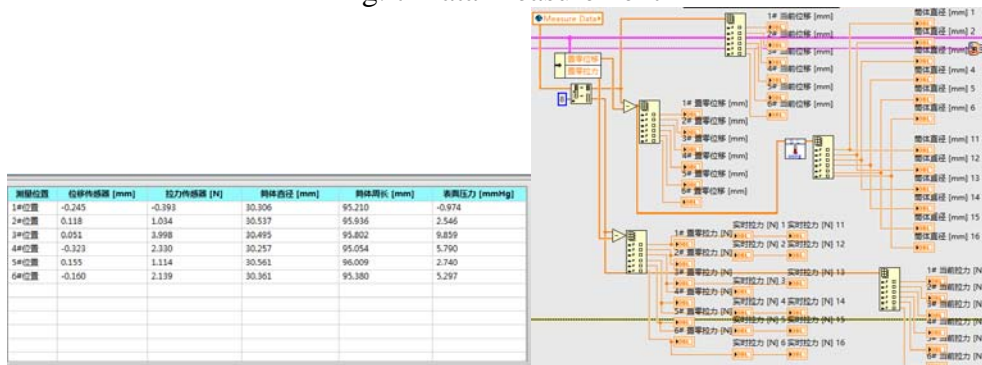 测量位置 位移传感器 [mm] 拉力传感器 [N] 筒体直径 [mm] 筒体周长 [mm] 表面压力 [mmHg]
1#位置 -0.245 -0.393 30.306 95.210 -0.974
2#位置 0.118 1.034 30.537 95.936 2.546
3#位置 0.051 3.998 30.495 95.802 9.859
4#位置 -0.323 2.330 30.257 95.054 5.790
5#位置 0.155 1.114 30.561 96.009 2.740
6#位置 -0.160 2.139 30.361 95.380 5.297
Measure Data
置零位移
置零拉力
1# 当前位移 [mm]
2# 当前位移 [mm]
3# 当前位移 [mm]
4# 当前位移 [mm]
5# 当前位移 [mm]
6# 当前位移 [mm]
筒体直径 [mm] 1
筒体直径 [mm] 2
筒体直径 [mm]
筒体直径 [mm] 4
筒体直径 [mm] 5
筒体直径 [mm] 6
1# 置零位移 [mm]
2# 置零位移 [mm]
3# 置零位移 [mm]
4# 置零位移 [mm]
5# 置零位移 [mm]
6# 置零位移 [mm]
筒体直径 [mm] 11
筒体直径 [mm] 12
筒体直径 [mm] 13
筒体直径 [mm] 14
筒体直径 [mm] 15
筒体直径 [mm] 16
1# 置零拉力 [N]
2# 置零拉力 [N]
3# 置零拉力 [N]
4# 置零拉力 [N]
5# 置零拉力 [N]
6# 置零拉力 [N]
实时拉力 [N] 1 实时拉力 [N] 11
实时拉力 [N] 2 实时拉力 [N] 12
实时拉力 [N] 3 实时拉力 [N] 13
实时拉力 [N] 4 实时拉力 [N] 14
实时拉力 [N] 5 实时拉力 [N] 15
实时拉力 [N] 6 实时拉力 [N] 16
1# 当前拉力 [N
2# 当前拉力 [N
3# 当前拉力 [N
4# 当前拉力 [N
5# 当前拉力 [N
6# 当前拉力 [N